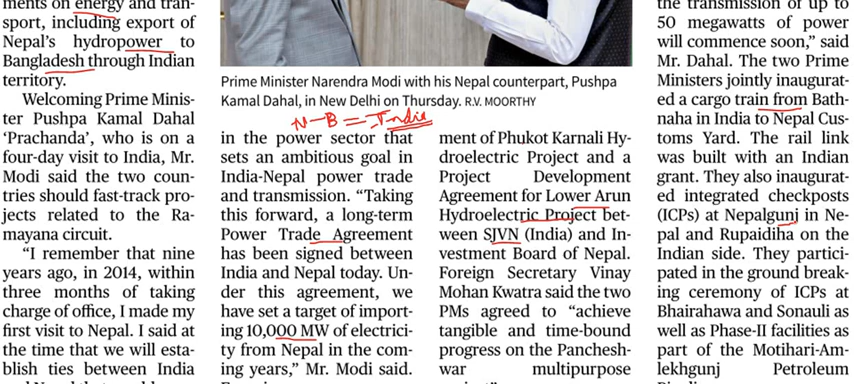 ments on energy and tran-
sport, including export of
Nepal's hydropower to
Bangladesh through Indian
territory.
Welcoming Prime Minis-
ter Pushpa Kamal Dahal
'Prachanda', who is on a
four-day visit to India, Mr.
Modi said the two coun-
tries should fast-track pro-
jects related to the Ra-
mayana circuit.
"I remember that nine
years ago, in 2014, within
three months of taking
charge of office, I made my
first visit to Nepal. I said at
the time that we will esta-
blish ties between India
Prime Minister Narendra Modi with his Nepal counterpart, Pushpa
Kamal Dahal, in New Delhi on Thursday. R.V. MOORTHY
N-B = India
in the power sector that
sets an ambitious goal in
India-Nepal power trade
and transmission. "Taking
this forward, a long-term
Power Trade Agreement
has been signed between
India and Nepal today. Un-
der this agreement, we
have set a target of import-
ing 10,000 MW of electrici-
ty from Nepal in the com-
ing years," Mr. Modi said.
ment of Phukot Karnali Hy-
droelectric Project and a
Project Development
Agreement for Lower Arun
Hydroelectric Project bet-
ween SJVN (India) and In-
vestment Board of Nepal.
Foreign Secretary Vinay
Mohan Kwatra said the two
PMs agreed to "achieve
tangible and time-bound
progress on the Panchesh-
war multipurpose
the transmission of up to
50 megawatts of power
will commence soon," said
Mr. Dahal. The two Prime
Ministers jointly inaugurat-
ed a cargo train from Bath-
naha in India to Nepal Cus-
toms Yard. The rail link
was built with an Indian
grant. They also inaugurat-
ed integrated checkposts
(ICPs) at Nepalgunj in Ne-
pal and Rupaidiha on the
Indian side. They partici-
pated in the ground break-
ing ceremony of ICPs at
Bhairahawa and Sonauli as
well as Phase-II facilities as
part of the Motihari-Am-
lekhgunj Petroleum